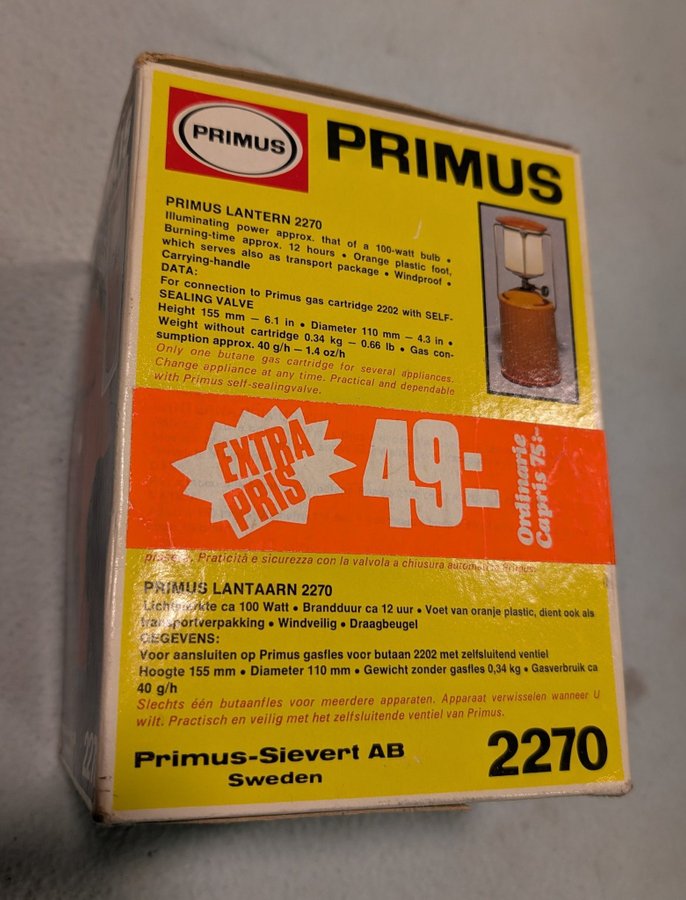 PRIMUS
PRIMUS
PRIMUS LANTERN 2270
Illuminating power approx. that of a 100-watt bulb •
Burning-time approx. 12 hours • Orange plastic foot,
which serves also as transport package • Windproof •
Carrying-handle
DATA:
For connection to Primus gas cartridge 2202 with SELF-
SEALING VALVE
Height 155 mm – 6.1 in • Diameter 110 mm – 4.3 in •
Weight without cartridge 0.34 kg – 0.66 lb • Gas con-
sumption approx. 40 g/h – 1.4 oz/h
Only one butane gas cartridge for several appliances.
Change appliance at any time. Practical and dependable
with Primus self-sealingvalve.
EXTRA
PRIS
49:-
Ordinarie
Capris 75:-
Praticità e sicurezza con la valvola a chiusura automatica Primus.
PRIMUS LANTAARN 2270
Lichtsterkte ca 100 Watt • Brandduur ca 12 uur • Voet van oranje plastic, dient ook als
transportverpakking • Windveilig • Draagbeugel
GEGEVENS:
Voor aansluiten op Primus gasfles voor butaan 2202 met zelfsluitend ventiel
Hoogte 155 mm • Diameter 110 mm • Gewicht zonder gasfles 0,34 kg • Gasverbruik ca
40 g/h
Slechts één butaanfles voor meerdere apparaten. Apparaat verwisselen wanneer U
wilt. Practisch en veilig met het zelfsluitende ventiel van Primus.
Primus-Sievert AB
Sweden
2270